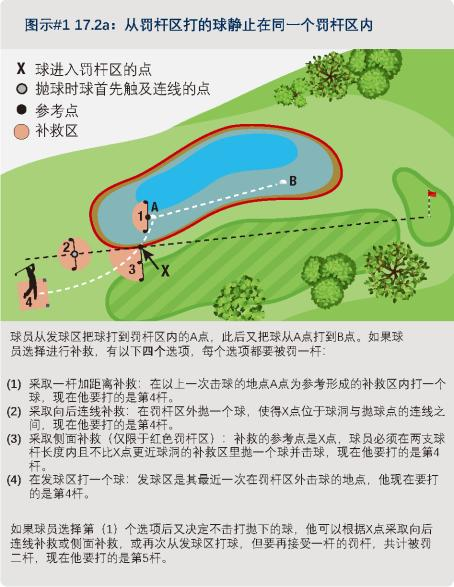 图示#1 17.2a：从罚杆区打的球静止在同一个罚杆区内
X 球进入罚杆区的点
抛球时球首先触及连线的点
参考点
补救区
A
B
1
2
3
X
4
球员从发球区把球打到罚杆区内的A点，此后又把球从A点打到B点。如果球
员选择进行补救，有以下四个选项，每个选项都要被罚一杆：
(1) 采取一杆加距离补救：在以上一次击球的地点A点为参考形成的补救区内打一个
球，现在他要打的是第4杆。
(2) 采取向后连线补救：在罚杆区外抛一个球，使得X点位于球洞与抛球点的连线之
间，现在他要打的是第4杆。
(3) 采取侧面补救（仅限于红色罚杆区）：补救的参考点是X点，球员必须在两支球
杆长度内且不比X点更近球洞的补救区里抛一个球并击球，现在他要打的是第4
杆。
(4) 在发球区打一个球：发球区是其最近一次在罚杆区外击球的地点，他现在要打
的是第4杆。
如果球员选择第（1）个选项后又决定不击打抛下的球，他可以根据X点采取向后
连线补救或侧面补救，或再次从发球区打球，但要再接受一杆的罚杆，共计被罚
二杆，现在他要打的是第5杆。